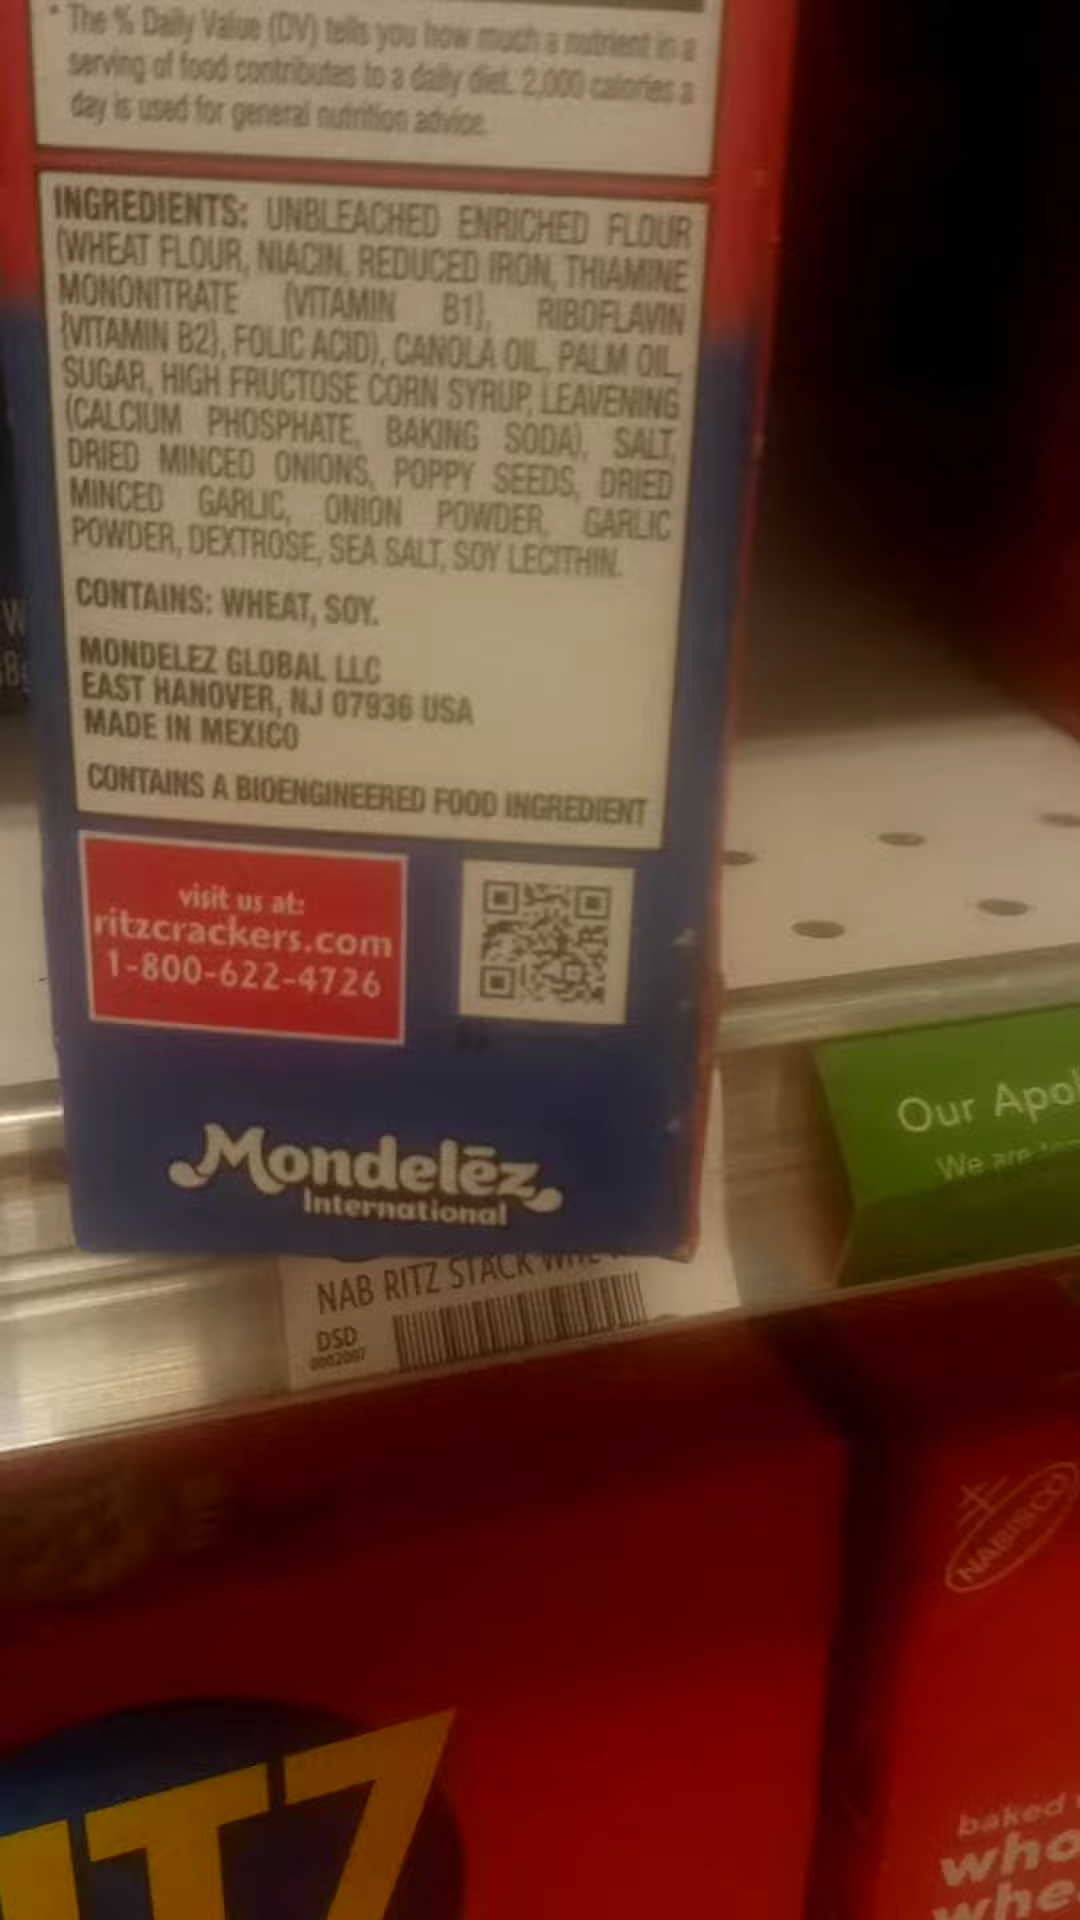 * The % Daily Value (DV) tells you how much a nutrient in a
serving of food contributes to a daily diet. 2,000 calories a
day is used for general nutrition advice.
INGREDIENTS: UNBLEACHED ENRICHED FLOUR
(WHEAT FLOUR, NIACIN, REDUCED IRON, THIAMINE
MONONITRATE {VITAMIN B1}, RIBOFLAVIN
{VITAMIN B2}, FOLIC ACID), CANOLA OIL, PALM OIL,
SUGAR, HIGH FRUCTOSE CORN SYRUP, LEAVENING
(CALCIUM PHOSPHATE, BAKING SODA), SALT,
DRIED MINCED ONIONS, POPPY SEEDS, DRIED
MINCED GARLIC, ONION POWDER, GARLIC
POWDER, DEXTROSE, SEA SALT, SOY LECITHIN.
CONTAINS: WHEAT, SOY.
MONDELEZ GLOBAL LLC
EAST HANOVER, NJ 07936 USA
MADE IN MEXICO
CONTAINS A BIOENGINEERED FOOD INGREDIENT
visit us at:
ritzcrackers.com
1-800-622-4726
Mondelēz
International
Our Apol
We are
NAB RITZ STACK
DSD
NABISCO
ITZ
baked
who
whe